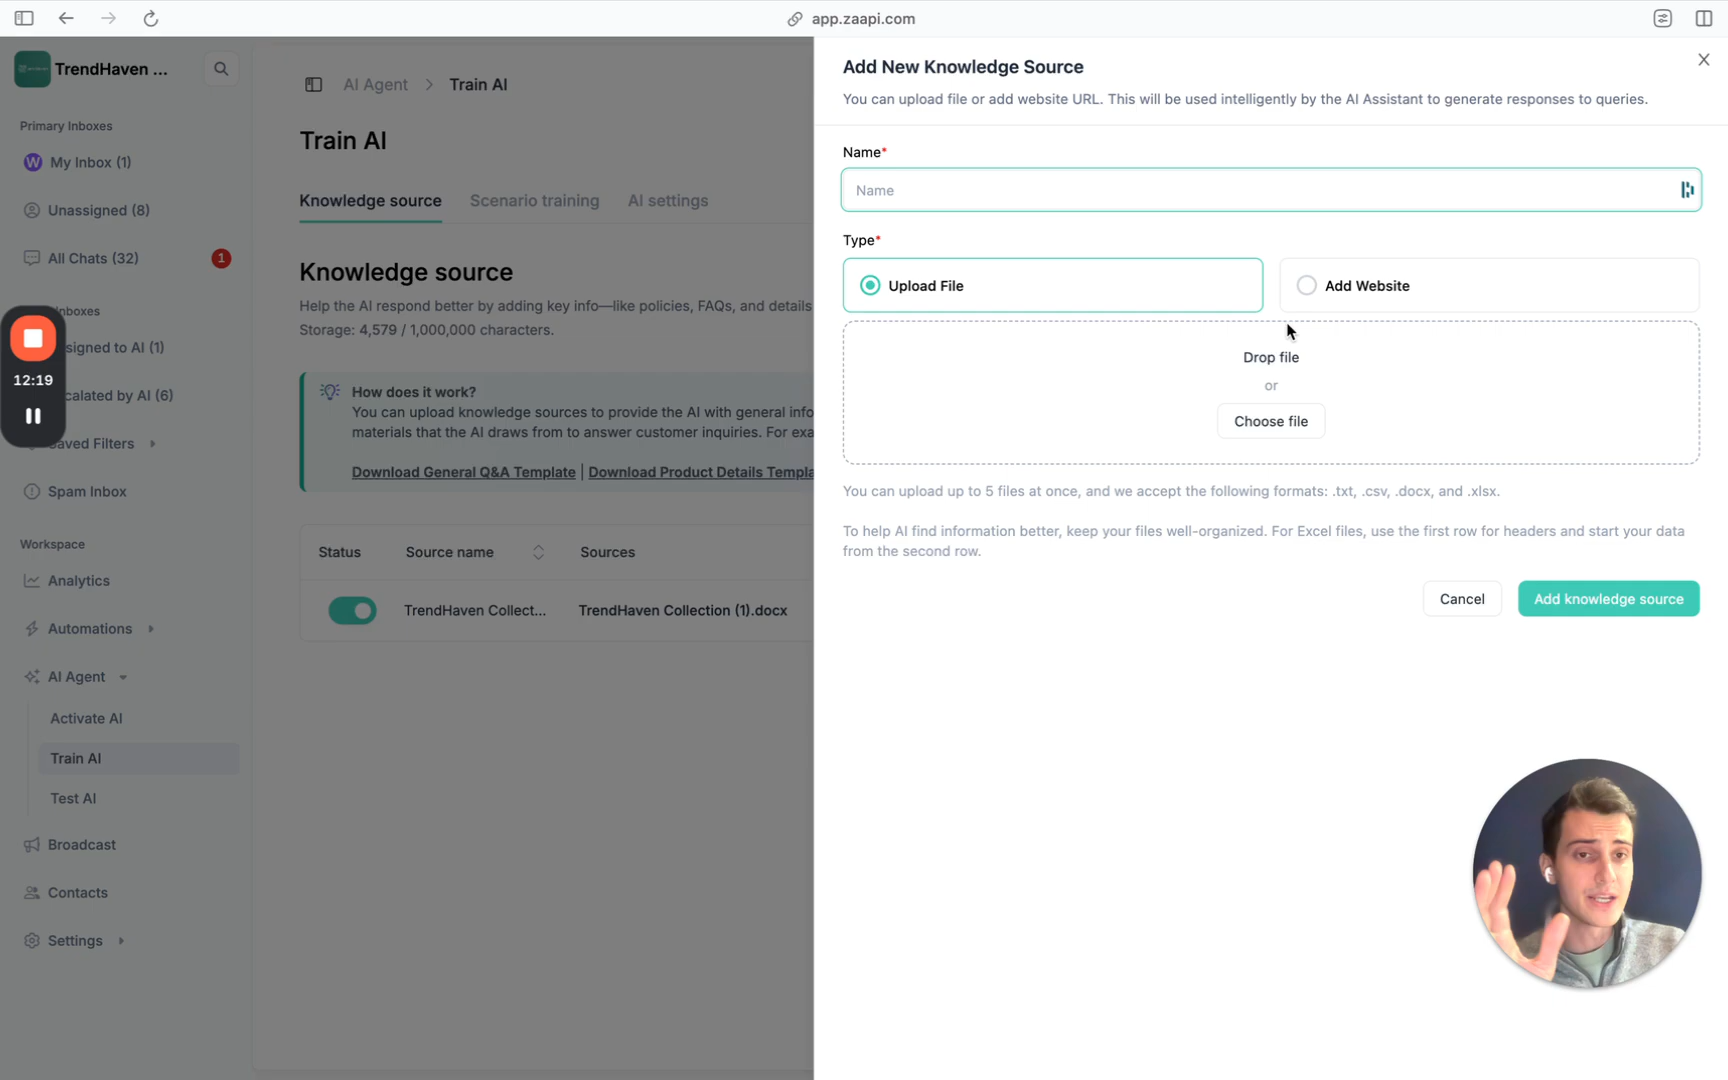 app.zaapi.com
TrendHaven ...
Primary Inboxes
My Inbox (1)
Unassigned (8)
All Chats (32)
1
12:19
Spam Inbox
Workspace
Analytics
Automations
AI Agent
Activate AI
Train AI
Test AI
Broadcast
Contacts
Settings
AI Agent > Train AI
Train AI
Knowledge source
Scenario training
AI settings
Knowledge source
Help the AI respond better by adding key info—like policies, FAQs, and details
Storage: 4,579 / 1,000,000 characters.
How does it work?
You can upload knowledge sources to provide the AI with general info
materials that the AI draws from to answer customer inquiries. For exa
Download General Q&A Template | Download Product Details Templa
Status
Source name
Sources
TrendHaven Collect...
TrendHaven Collection (1).docx
Add New Knowledge Source
You can upload file or add website URL. This will be used intelligently by the AI Assistant to generate responses to queries.
Name*
Name
Type*
Upload File
Add Website
Drop file
or
Choose file
You can upload up to 5 files at once, and we accept the following formats: .txt, .csv, .docx, and .xlsx.
To help AI find information better, keep your files well-organized. For Excel files, use the first row for headers and start your data
from the second row.
Cancel
Add knowledge source